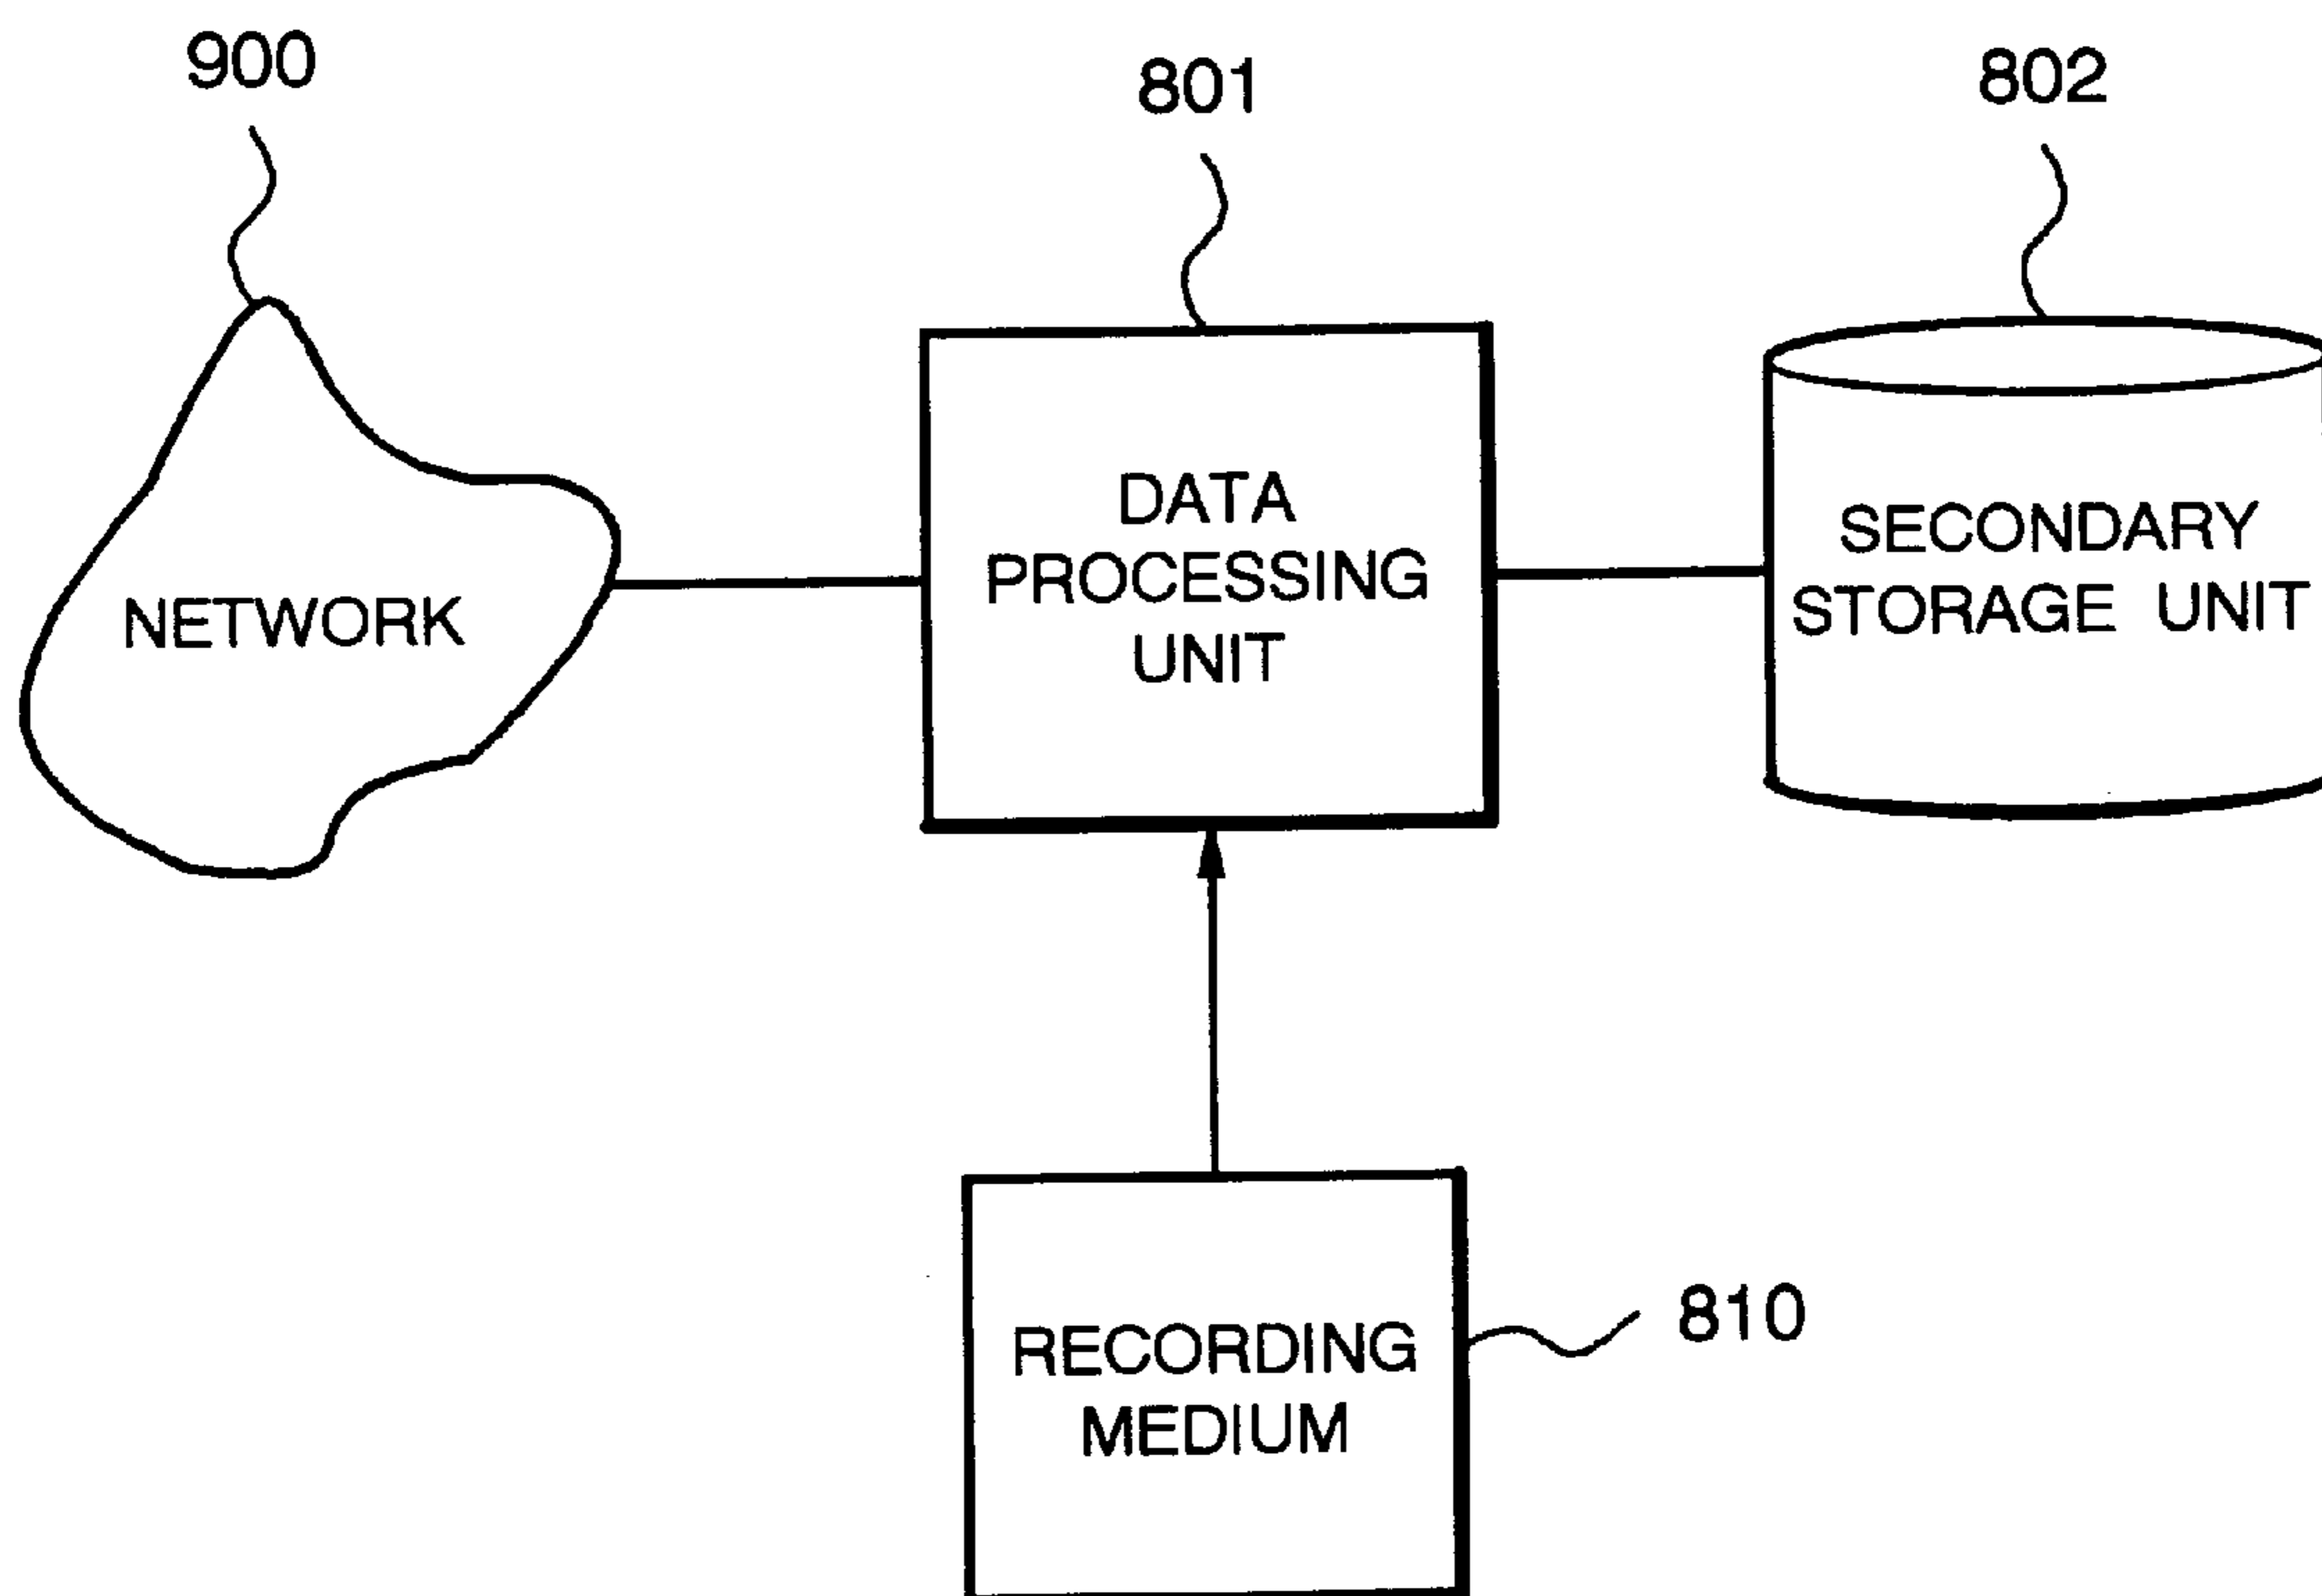 900
801
802
NETWORK
DATA
PROCESSING
UNIT
SECONDARY
STORAGE UNIT
RECORDING
MEDIUM
810